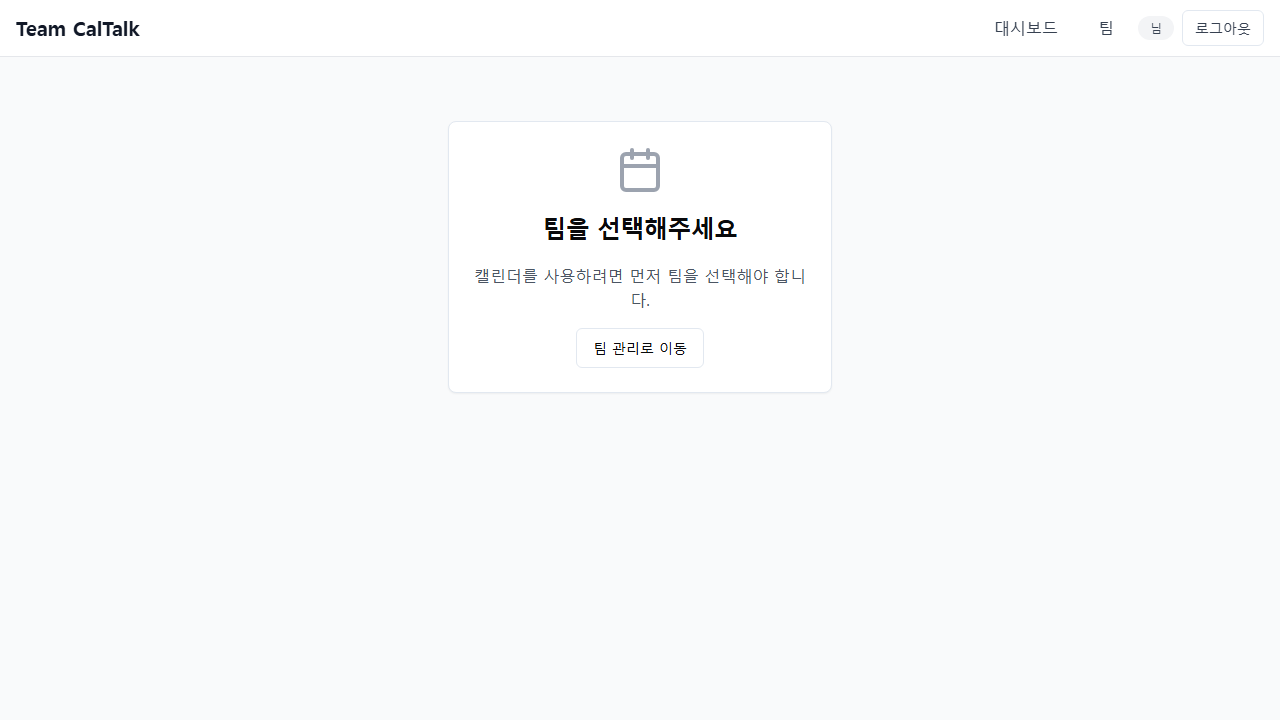 Team CalTalk
대시보드
팀
님
로그아웃
팀을 선택해주세요
캘린더를 사용하려면 먼저 팀을 선택해야 합니
다.
팀 관리로 이동